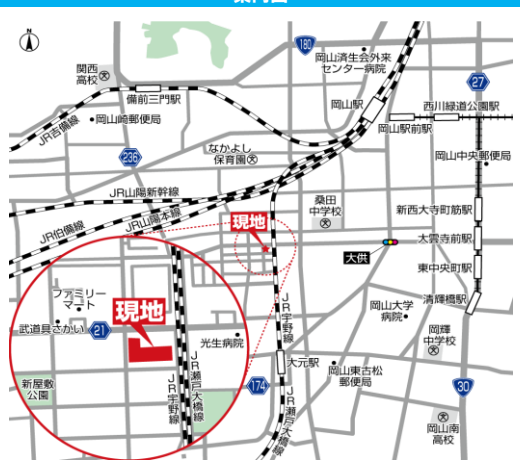 案内図
180
岡山済生会外来
センター病院
関西
高校
27
備前三門駅
岡山駅
西川緑道公園駅
岡山駅前駅
JR吉備線
岡山崎郵便局
なかよし
保育園
岡山中央郵便局
236
JR山陽新幹線
桑田
中学校
新西大寺町筋駅
JR伯備線
JR山陽本線
現地
大雲寺前駅
大供
東中央町駅
ファミリー
マート
現地
JR宇野線
清輝橋駅
武道具さかい
21
光生病院
岡山大学
病院
岡輝
中学校
大元駅
岡山東古松
郵便局
新屋敷
公園
JR宇野線
JR瀬戸大橋線
174
JR瀬戸大橋線
30
岡山南
高校